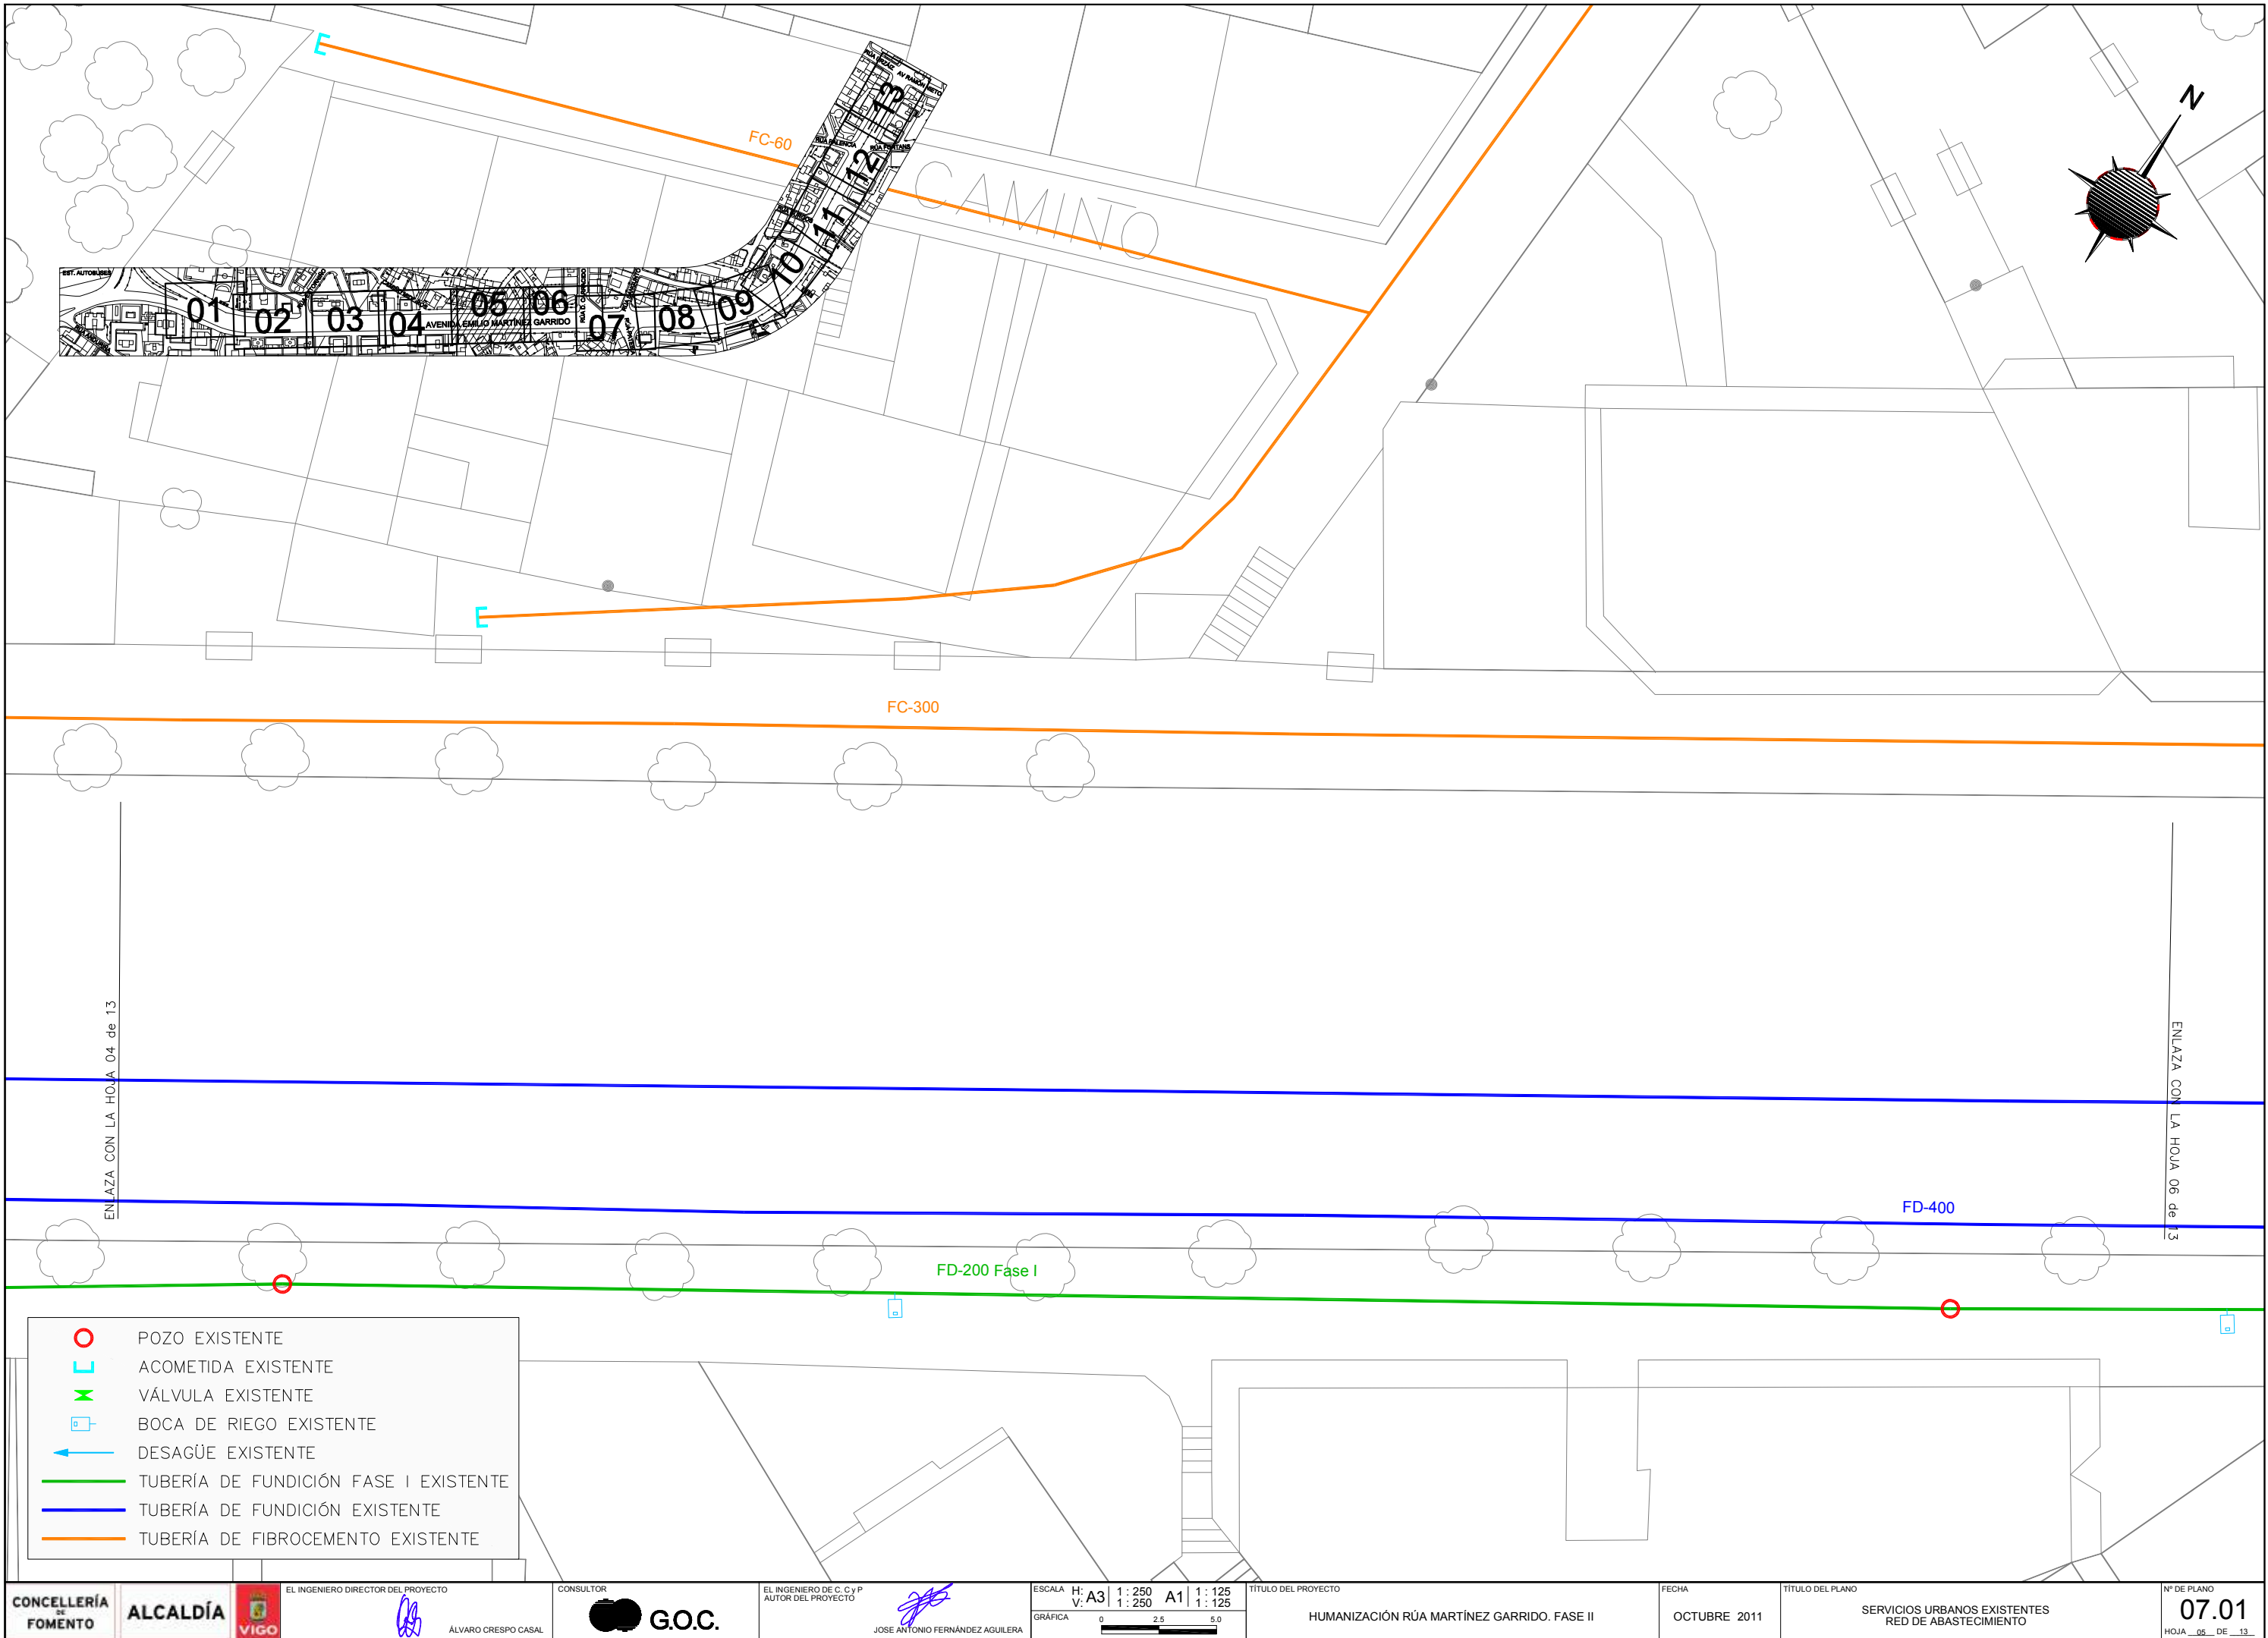 FC-60
CAMINO
N
RÚA URZÁIZ
AV RAMÓN NIETO
13
RÚA PALENCIA
12
11
10
EST. AUTOBUSES
01
02
03
04
05
06
07
08
09
AVENIDA EMILIO MARTÍNEZ GARRIDO
FC-300
ENLAZA CON LA HOJA 04 de 13
ENLAZA CON LA HOJA 06 de 13
FD-400
FD-200 Fase I
POZO EXISTENTE
ACOMETIDA EXISTENTE
VÁLVULA EXISTENTE
BOCA DE RIEGO EXISTENTE
DESAGÜE EXISTENTE
TUBERÍA DE FUNDICIÓN FASE I EXISTENTE
TUBERÍA DE FUNDICIÓN EXISTENTE
TUBERÍA DE FIBROCEMENTO EXISTENTE
CONCELLERÍA
DE
FOMENTO
ALCALDÍA
VIGO
EL INGENIERO DIRECTOR DEL PROYECTO
ÁLVARO CRESPO CASAL
CONSULTOR
G.O.C.
EL INGENIERO DE C. C y P
AUTOR DEL PROYECTO
JOSE ANTONIO FERNÁNDEZ AGUILERA
ESCALA H: A3 1 : 250 A1 1 : 125
V: 1 : 250 1 : 125
GRÁFICA 0 2.5 5.0
TÍTULO DEL PROYECTO
HUMANIZACIÓN RÚA MARTÍNEZ GARRIDO. FASE II
FECHA
OCTUBRE 2011
TÍTULO DEL PLANO
SERVICIOS URBANOS EXISTENTES
RED DE ABASTECIMIENTO
Nº DE PLANO
07.01
HOJA 05 DE 13